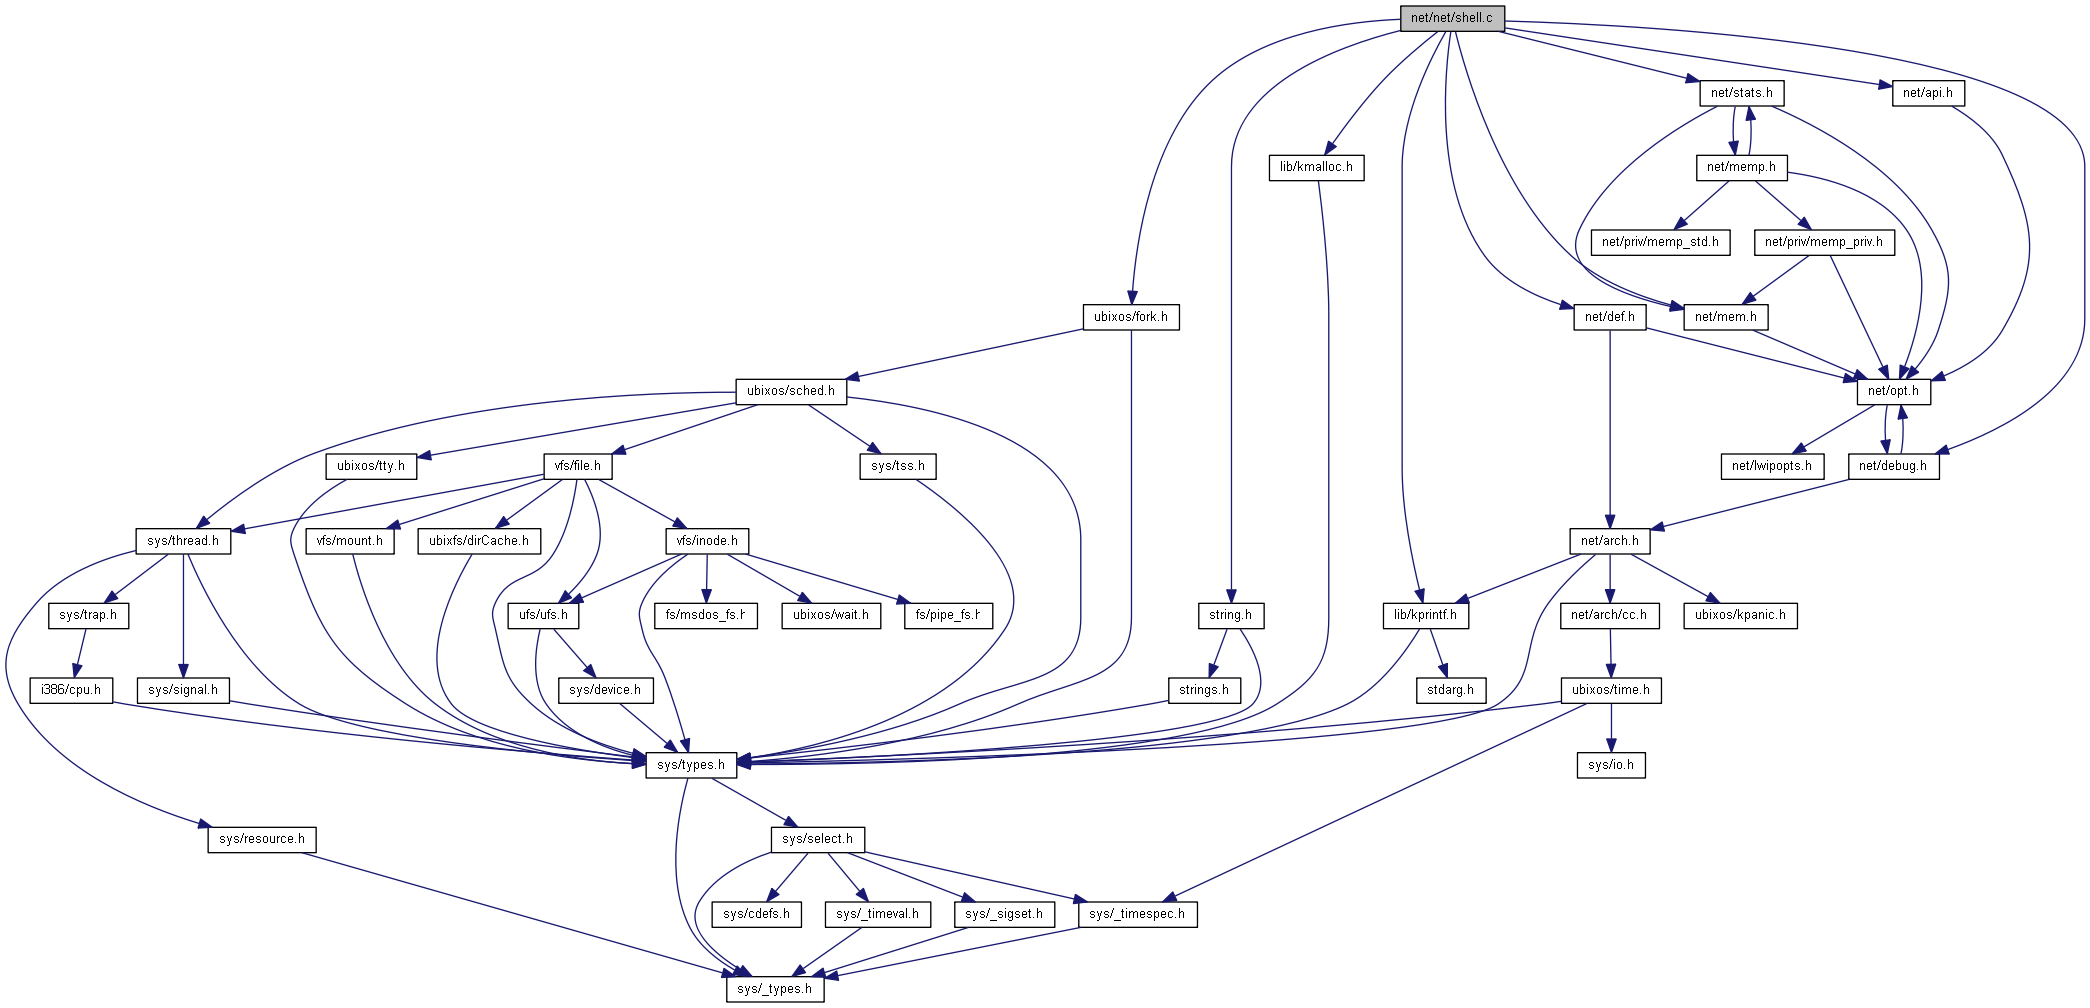 net/net/shell.c
net/stats.h
net/api.h
lib/kmalloc.h
net/memp.h
net/priv/memp_std.h
net/priv/memp_priv.h
ubixos/fork.h
net/def.h
net/mem.h
ubixos/sched.h
net/opt.h
ubixos/tty.h
vfs/file.h
sys/tss.h
net/lwipopts.h
net/debug.h
sys/thread.h
vfs/mount.h
ubixfs/dirCache.h
vfs/inode.h
net/arch.h
sys/trap.h
ufs/ufs.h
fs/msdos_fs.h
ubixos/wait.h
fs/pipe_fs.h
string.h
lib/kprintf.h
net/arch/cc.h
ubixos/kpanic.h
i386/cpu.h
sys/signal.h
sys/device.h
strings.h
stdarg.h
ubixos/time.h
sys/types.h
sys/io.h
sys/resource.h
sys/select.h
sys/cdefs.h
sys/_timeval.h
sys/_sigset.h
sys/_timespec.h
sys/_types.h